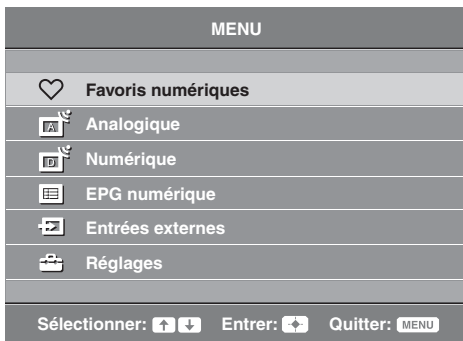 MENU
Favoris numériques
A Analogique
D Numérique
EPG numérique
Entrées externes
Réglages
Sélectionner: Entrer: Quitter: MENU